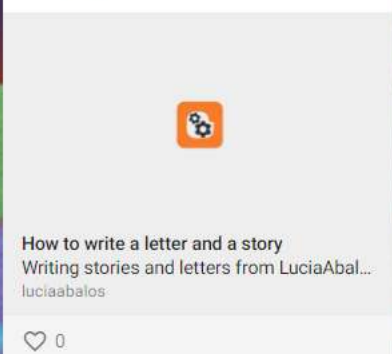 How to write a letter and a story
Writing stories and letters from LuciaAbal...
luciaabalos
0